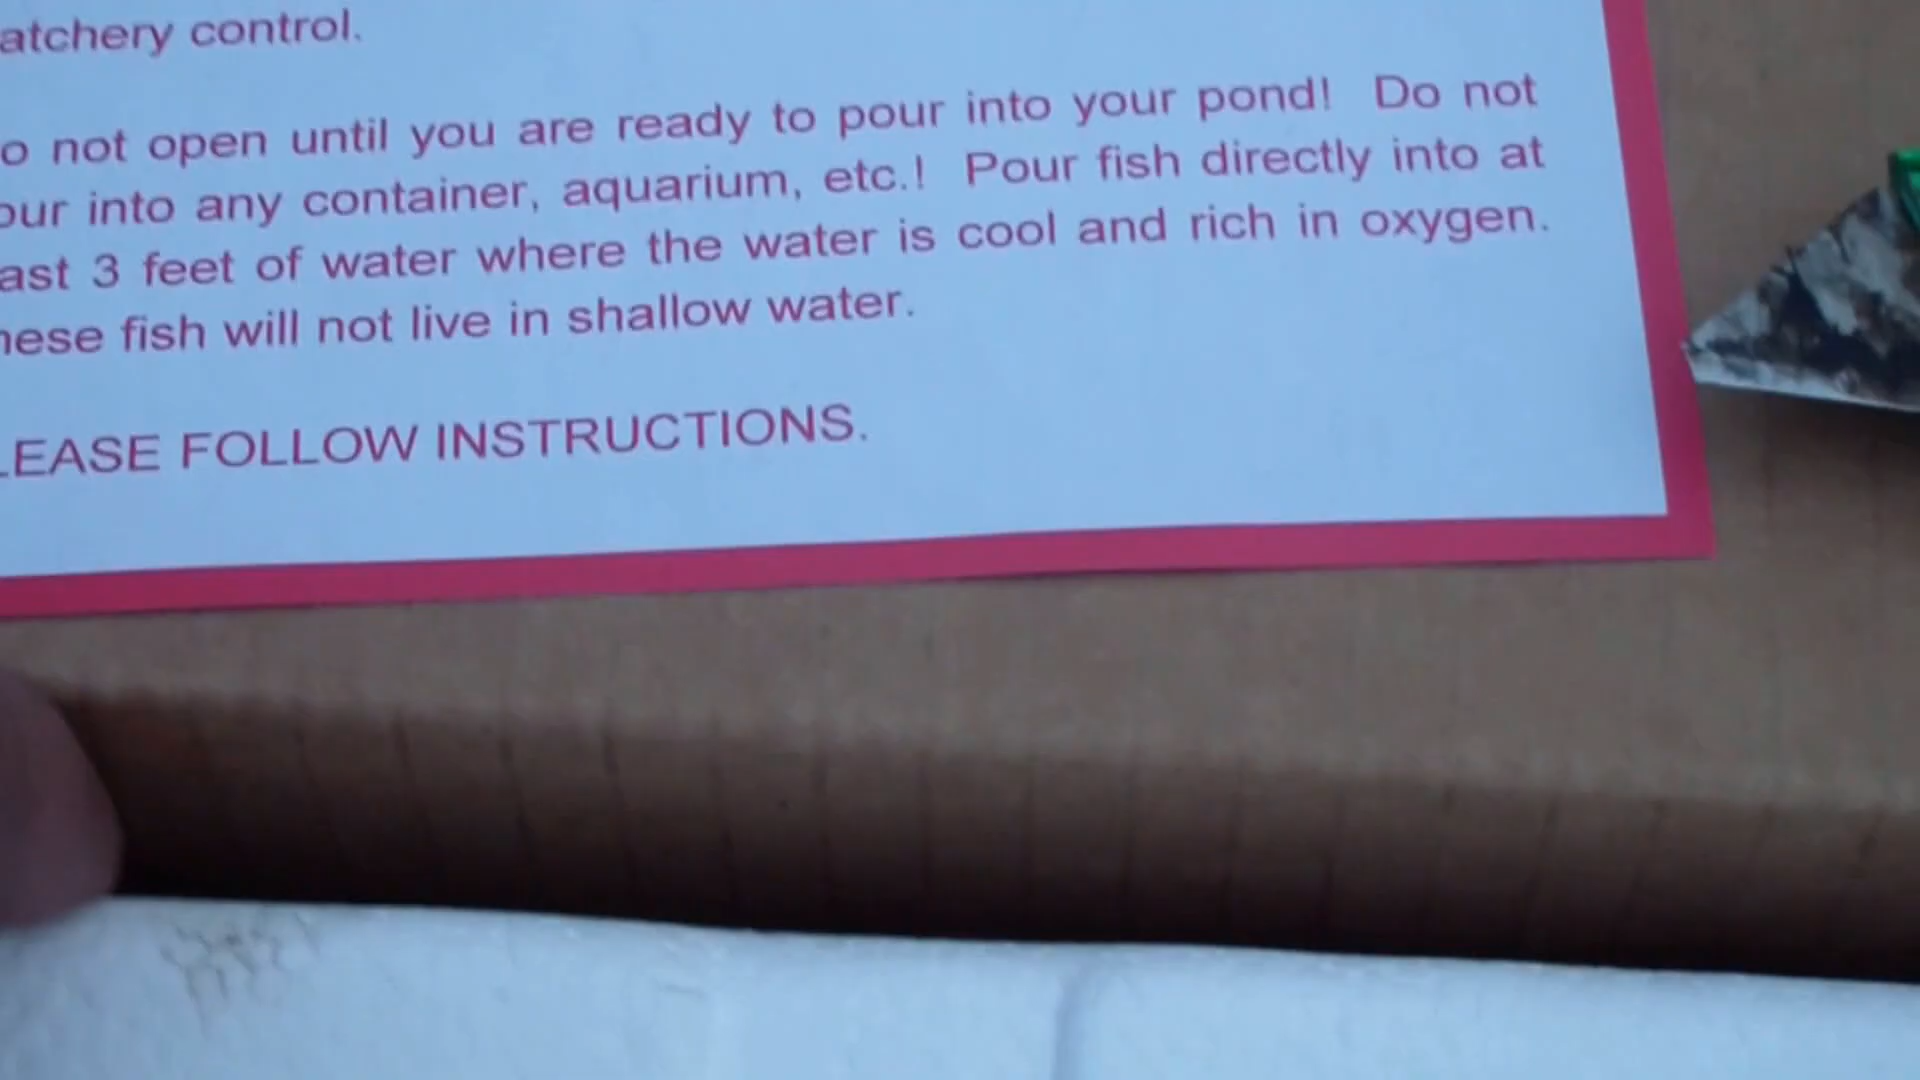 atchery control.
o not open until you are ready to pour into your pond! Do not
our into any container, aquarium, etc.! Pour fish directly into at
ast 3 feet of water where the water is cool and rich in oxygen.
hese fish will not live in shallow water.
LEASE FOLLOW INSTRUCTIONS.